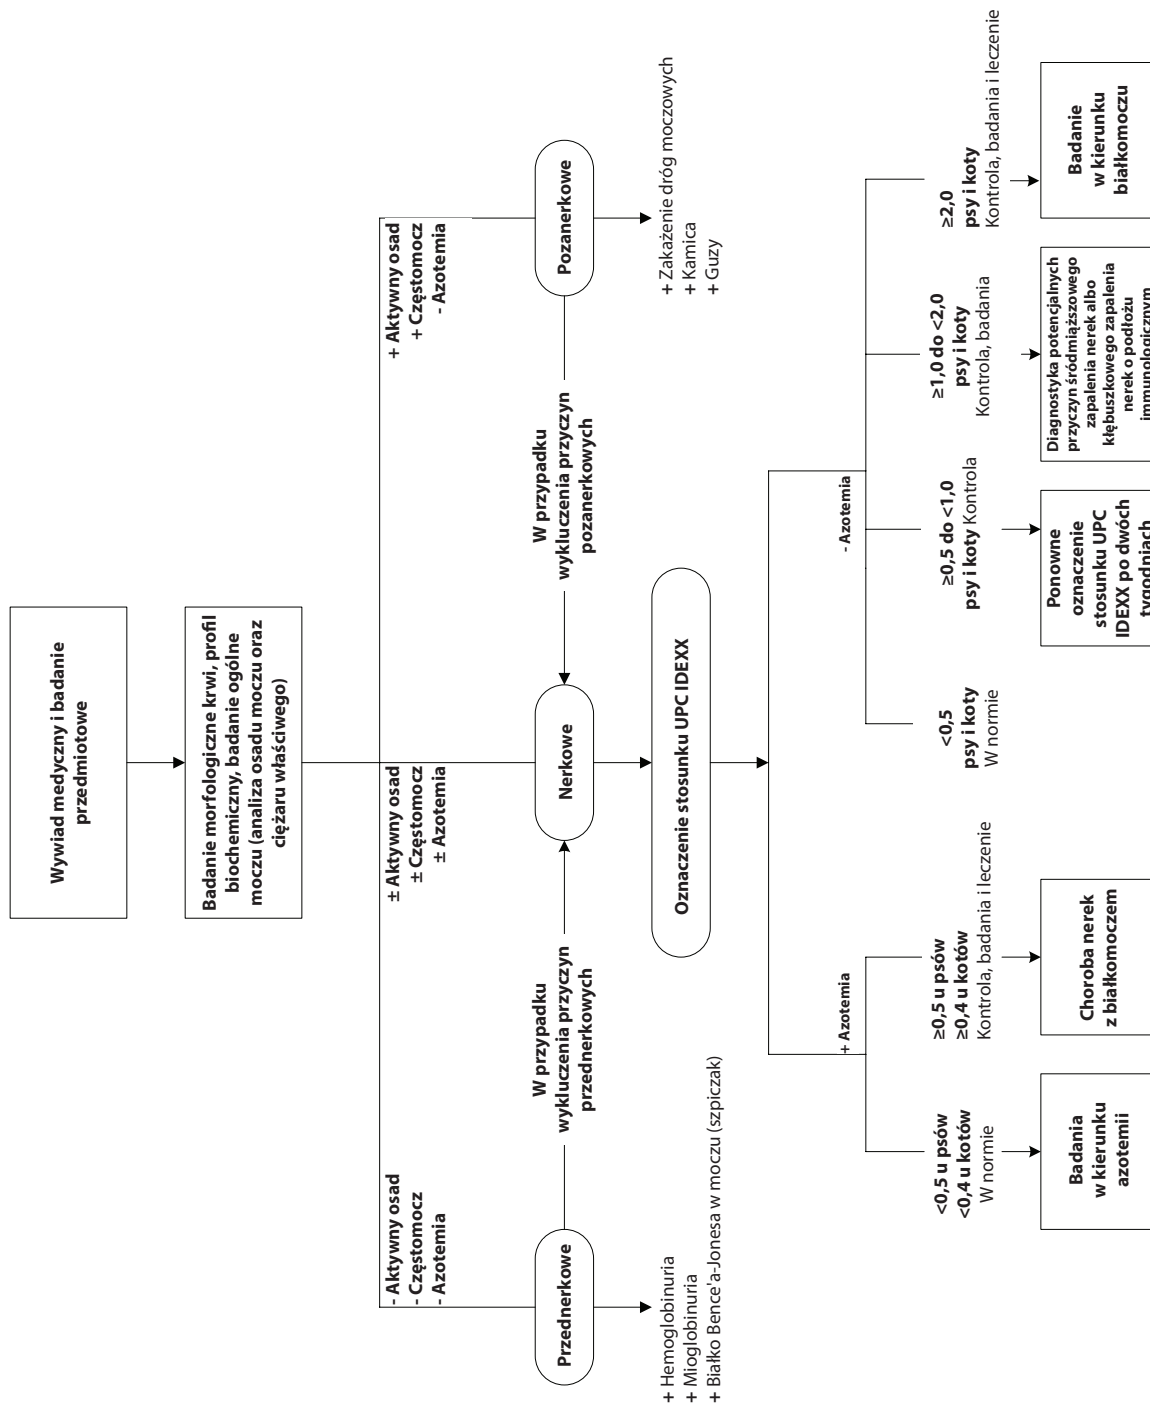 Wywiad medyczny i badanie
przedmiotowe
Badanie morfologiczne krwi, profil
biochemiczny, badanie ogólne
moczu (analiza osadu moczu oraz
ciężaru właściwego)
- Aktywny osad
- Częstomocz
- Azotemia
± Aktywny osad
± Częstomocz
± Azotemia
+ Aktywny osad
+ Częstomocz
- Azotemia
Przednerkowe
W przypadku
wykluczenia przyczyn
przednerkowych
Nerkowe
W przypadku
wykluczenia przyczyn
pozanerkowych
Pozanerkowe
+ Hemoglobinuria
+ Mioglobinuria
+ Białko Bence'a-Jonesa w moczu (szpiczak)
Oznaczenie stosunku UPC IDEXX
+ Zakażenie dróg moczowych
+ Kamica
+ Guzy
+ Azotemia
- Azotemia
<0,5 u psów
<0,4 u kotów
W normie
≥0,5 u psów
≥0,4 u kotów
Kontrola, badania i leczenie
<0,5
psy i koty
W normie
≥0,5 do <1,0
psy i koty Kontrola
≥1,0 do <2,0
psy i koty
Kontrola, badania
≥2,0
psy i koty
Kontrola, badania i leczenie
Badania
w kierunku
azotemii
Choroba nerek
z białkomoczem
Ponowne
oznaczenie
stosunku UPC
IDEXX po dwóch
tygodniach
Diagnostyka potencjalnych
przyczyn śródmiąższowego
zapalenia nerek albo
kłębuszkowego zapalenia
nerek o podłożu
immunologicznym
Badanie
w kierunku
białkomoczu